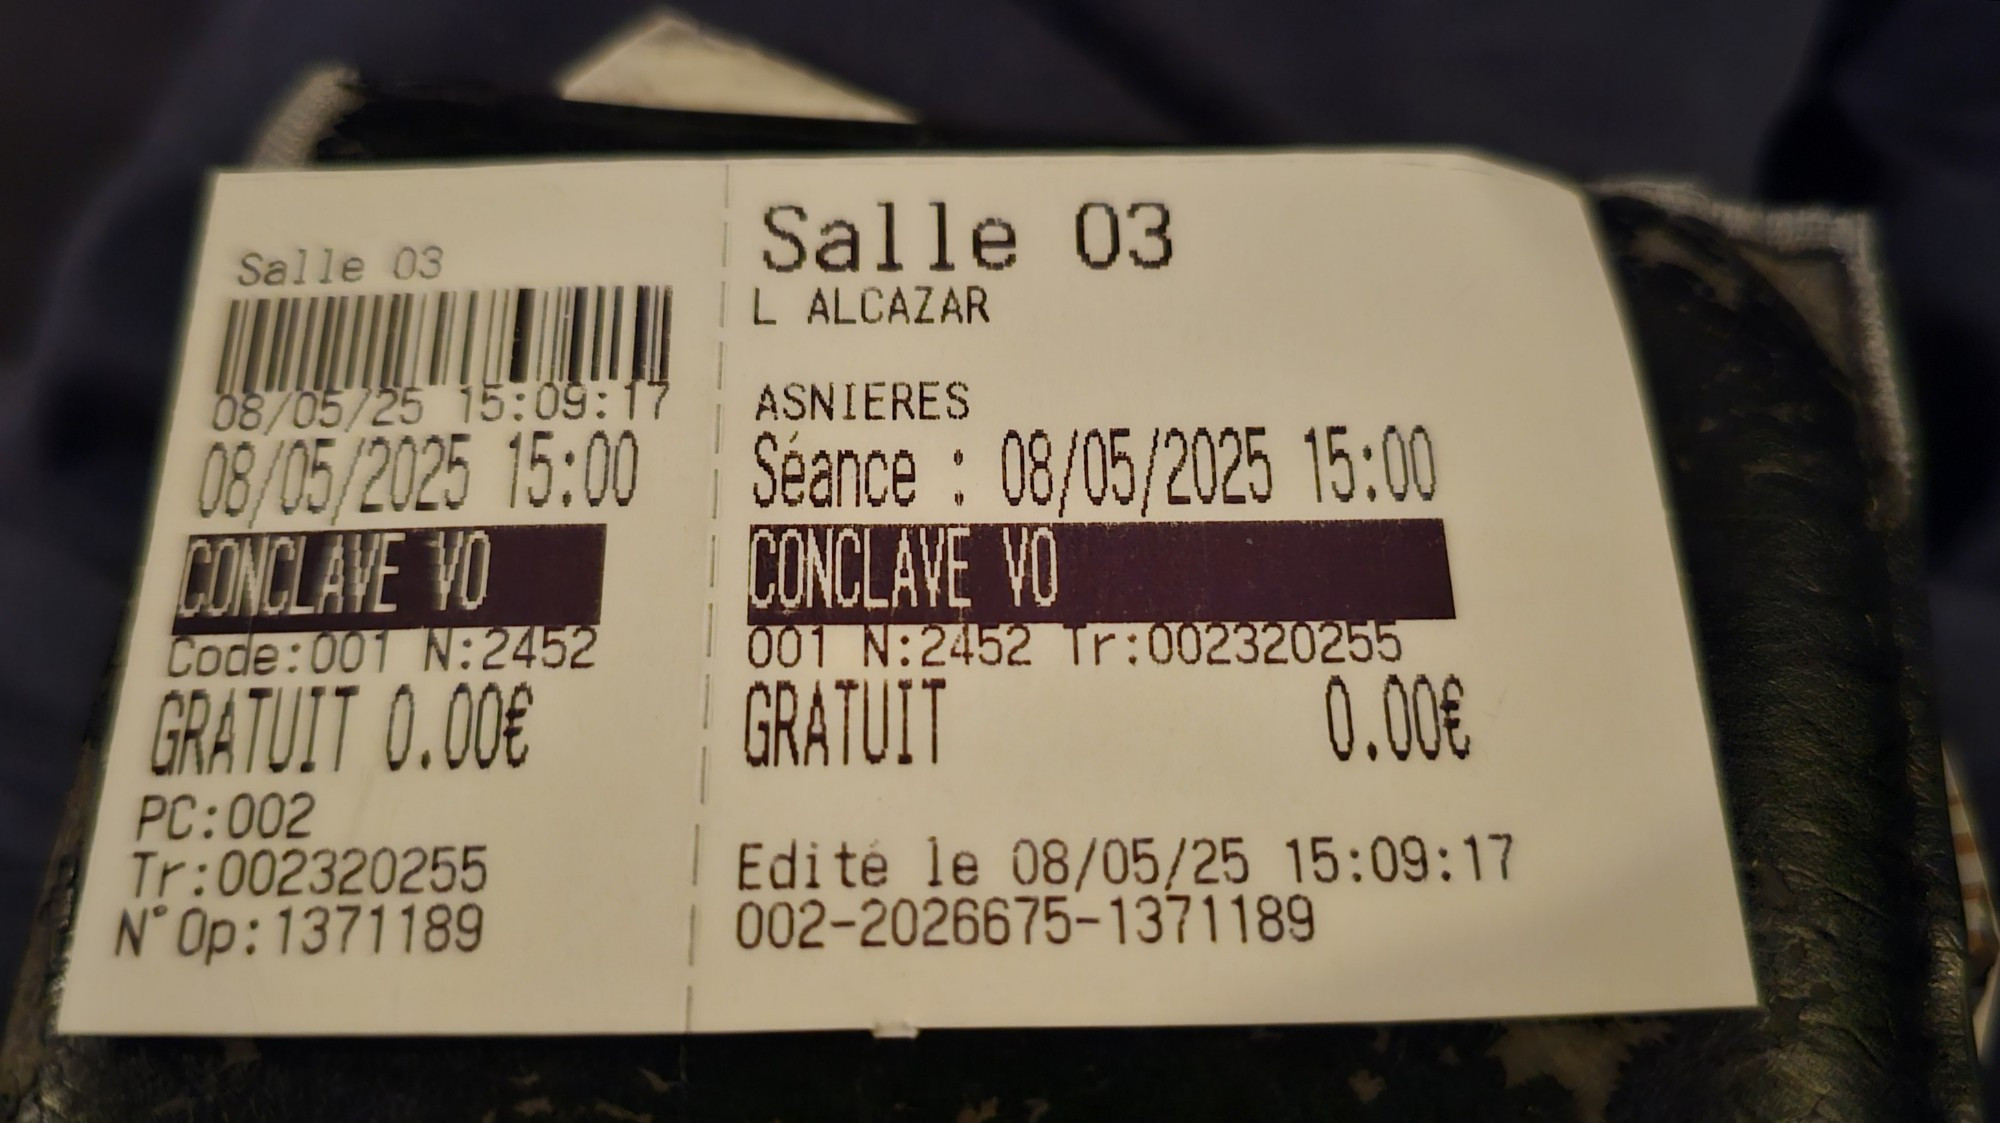 Salle 03
08/05/25 15:09:17
08/05/2025 15:00
CONCLAVE VO
Code:001 N:2452
GRATUIT 0.00€
PC:002
Tr:002320255
N°Op:1371189
Salle 03
L ALCAZAR
ASNIERES
Séance : 08/05/2025 15:00
CONCLAVE VO
001 N:2452 Tr:002320255
GRATUIT 0.00€
Edité le 08/05/25 15:09:17
002-2026675-1371189